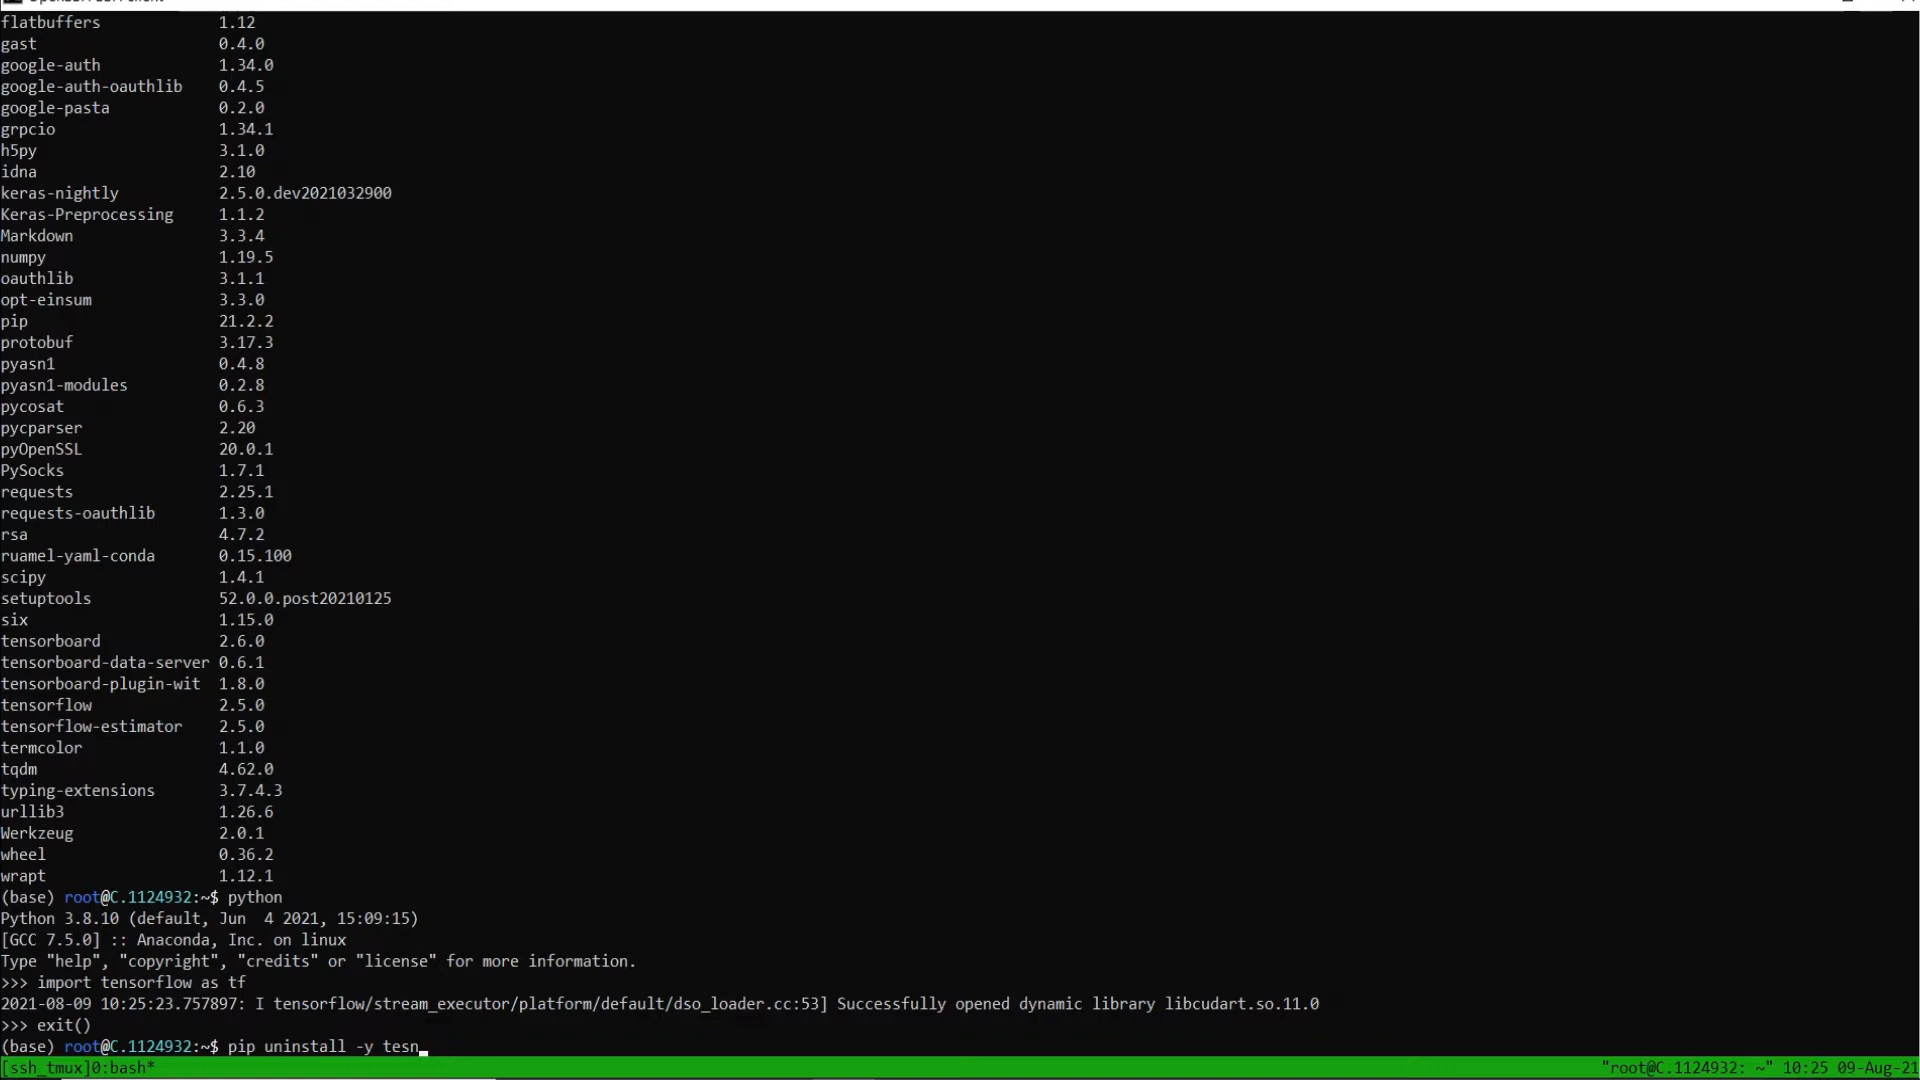 flatbuffers 1.12
gast 0.4.0
google-auth 1.34.0
google-auth-oauthlib 0.4.5
google-pasta 0.2.0
grpcio 1.34.1
h5py 3.1.0
idna 2.10
keras-nightly 2.5.0.dev2021032900
Keras-Preprocessing 1.1.2
Markdown 3.3.4
numpy 1.19.5
oauthlib 3.1.1
opt-einsum 3.3.0
pip 21.2.2
protobuf 3.17.3
pyasn1 0.4.8
pyasn1-modules 0.2.8
pycosat 0.6.3
pycparser 2.20
pyOpenSSL 20.0.1
PySocks 1.7.1
requests 2.25.1
requests-oauthlib 1.3.0
rsa 4.7.2
ruamel-yaml-conda 0.15.100
scipy 1.4.1
setuptools 52.0.0.post20210125
six 1.15.0
tensorboard 2.6.0
tensorboard-data-server 0.6.1
tensorboard-plugin-wit 1.8.0
tensorflow 2.5.0
tensorflow-estimator 2.5.0
termcolor 1.1.0
tqdm 4.62.0
typing-extensions 3.7.4.3
urllib3 1.26.6
Werkzeug 2.0.1
wheel 0.36.2
wrapt 1.12.1
(base) root@C.1124932:~$ python
Python 3.8.10 (default, Jun  4 2021, 15:09:15)
[GCC 7.5.0] :: Anaconda, Inc. on linux
Type "help", "copyright", "credits" or "license" for more information.
>>> import tensorflow as tf
2021-08-09 10:25:23.757897: I tensorflow/stream_executor/platform/default/dso_loader.cc:53] Successfully opened dynamic library libcudart.so.11.0
>>> exit()
(base) root@C.1124932:~$ pip uninstall -y tesn
[ssh_tmux]0:bash* "root@C.1124932: ~" 10:25 09-Aug-21